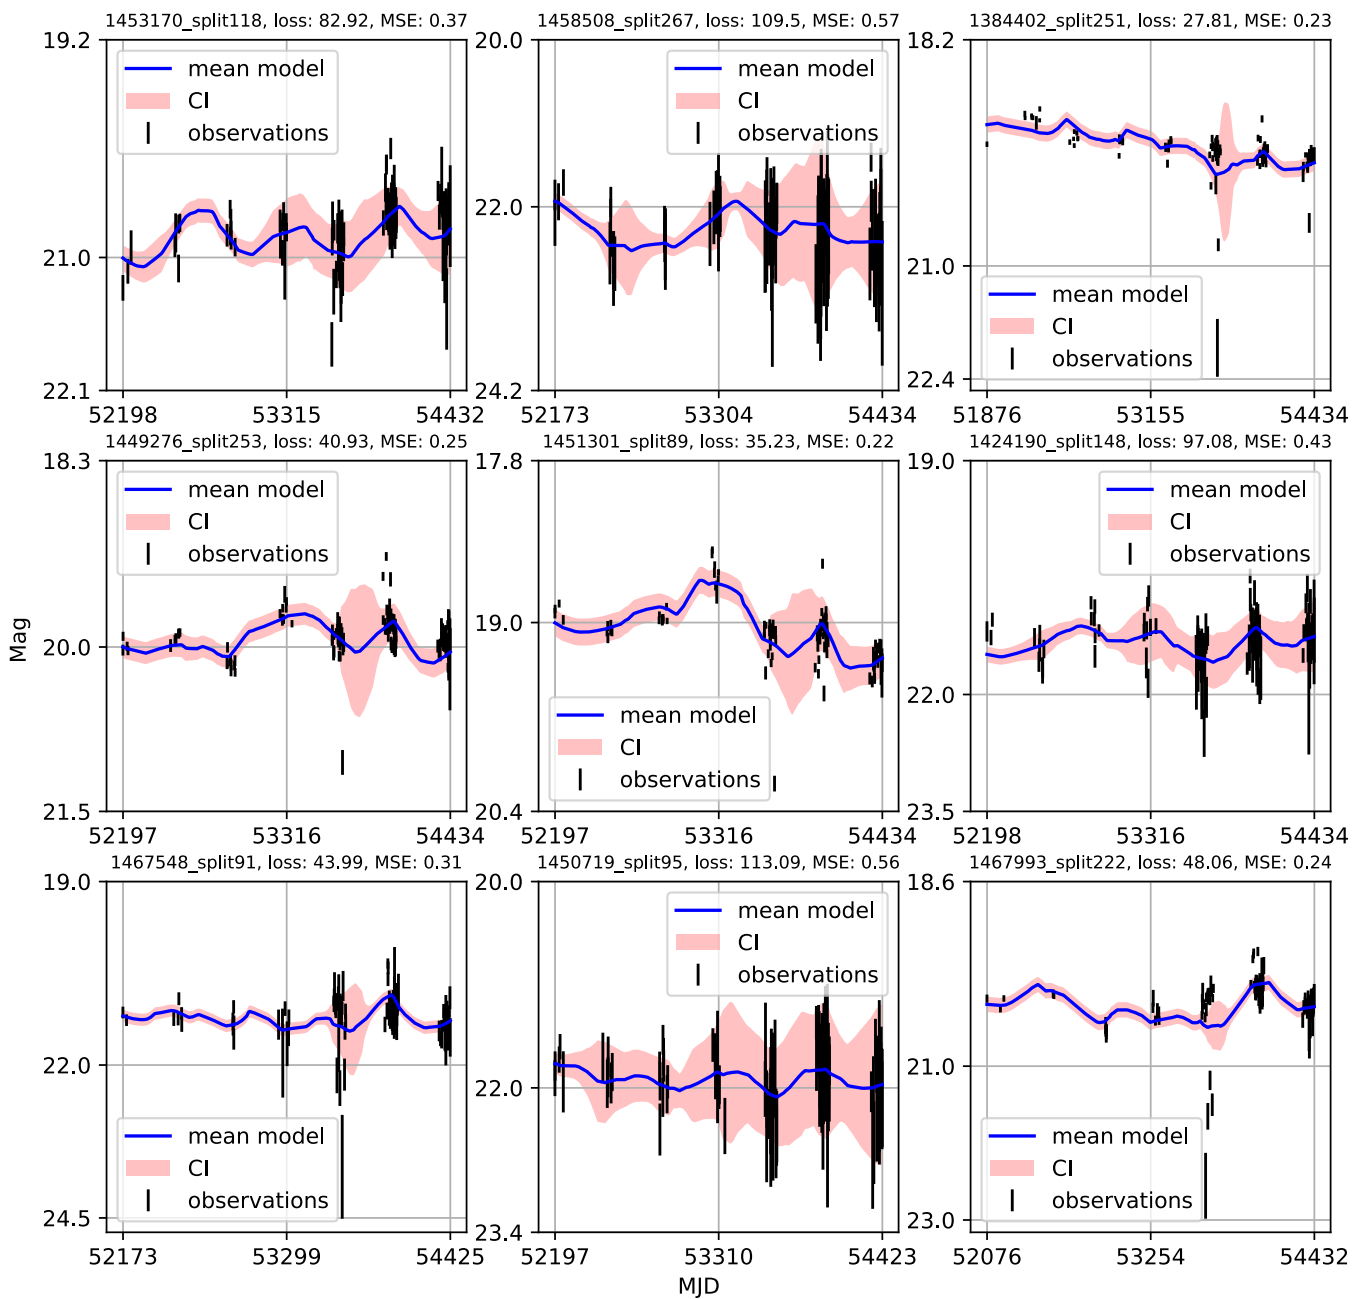 1453170_split118, loss: 82.92, MSE: 0.37
1458508_split267, loss: 109.5, MSE: 0.57
1384402_split251, loss: 27.81, MSE: 0.23
19.2
21.0
22.1
mean model
CI
observations
52198
53315
54432
20.0
22.0
24.2
mean model
CI
observations
52173
53304
54434
18.2
21.0
22.4
mean model
CI
observations
51876
53155
54434
1449276_split253, loss: 40.93, MSE: 0.25
1451301_split89, loss: 35.23, MSE: 0.22
1424190_split148, loss: 97.08, MSE: 0.43
Mag
18.3
20.0
21.5
mean model
CI
observations
52197
53316
54434
17.8
19.0
20.4
mean model
CI
observations
52197
53316
54434
19.0
22.0
23.5
mean model
CI
observations
52198
53316
54434
1467548_split91, loss: 43.99, MSE: 0.31
1450719_split95, loss: 113.09, MSE: 0.56
1467993_split222, loss: 48.06, MSE: 0.24
19.0
22.0
24.5
mean model
CI
observations
52173
53299
54425
20.0
22.0
23.4
mean model
CI
observations
52197
53310
54423
18.6
21.0
23.0
mean model
CI
observations
52076
53254
54432
MJD